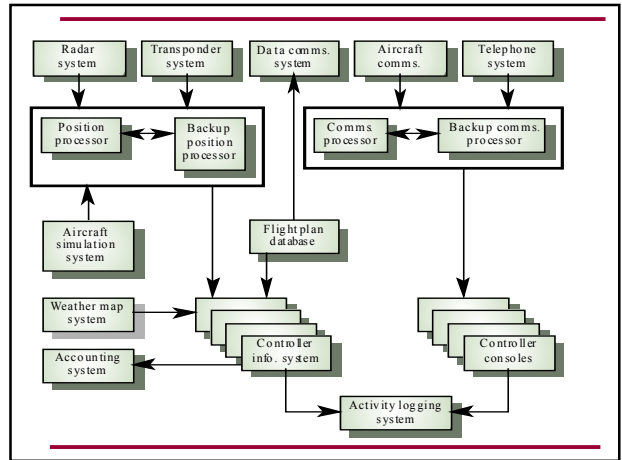 Radar
system
Transponder
system
Data comms.
system
Aircraft
comms.
Telephone
system
Position
processor
Backup
position
processor
Comms.
processor
Backup comms.
processor
Aircraft
simulation
system
Flight plan
database
Weather map
system
Accounting
system
Controller
info. system
Controller
consoles
Activity logging
system